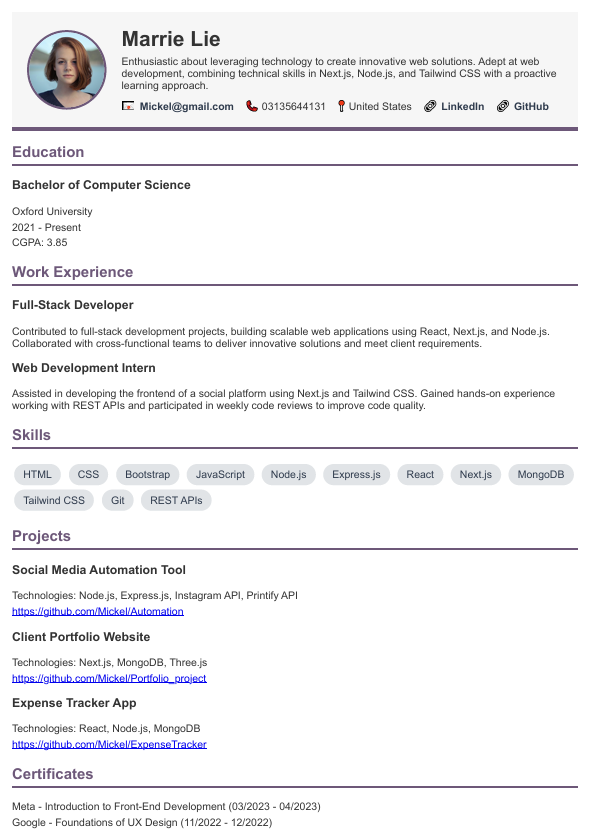 Marrie Lie
Enthusiastic about leveraging technology to create innovative web solutions. Adept at web
development, combining technical skills in Next.js, Node.js, and Tailwind CSS with a proactive
learning approach.
Mickel@gmail.com 03135644131 United States LinkedIn GitHub
Education
Bachelor of Computer Science
Oxford University
2021 - Present
CGPA: 3.85
Work Experience
Full-Stack Developer
Contributed to full-stack development projects, building scalable web applications using React, Next.js, and Node.js.
Collaborated with cross-functional teams to deliver innovative solutions and meet client requirements.
Web Development Intern
Assisted in developing the frontend of a social platform using Next.js and Tailwind CSS. Gained hands-on experience
working with REST APIs and participated in weekly code reviews to improve code quality.
Skills
HTML CSS Bootstrap JavaScript Node.js Express.js React Next.js MongoDB
Tailwind CSS Git REST APIs
Projects
Social Media Automation Tool
Technologies: Node.js, Express.js, Instagram API, Printify API
https://github.com/Mickel/Automation
Client Portfolio Website
Technologies: Next.js, MongoDB, Three.js
https://github.com/Mickel/Portfolio_project
Expense Tracker App
Technologies: React, Node.js, MongoDB
https://github.com/Mickel/ExpenseTracker
Certificates
Meta - Introduction to Front-End Development (03/2023 - 04/2023)
Google - Foundations of UX Design (11/2022 - 12/2022)